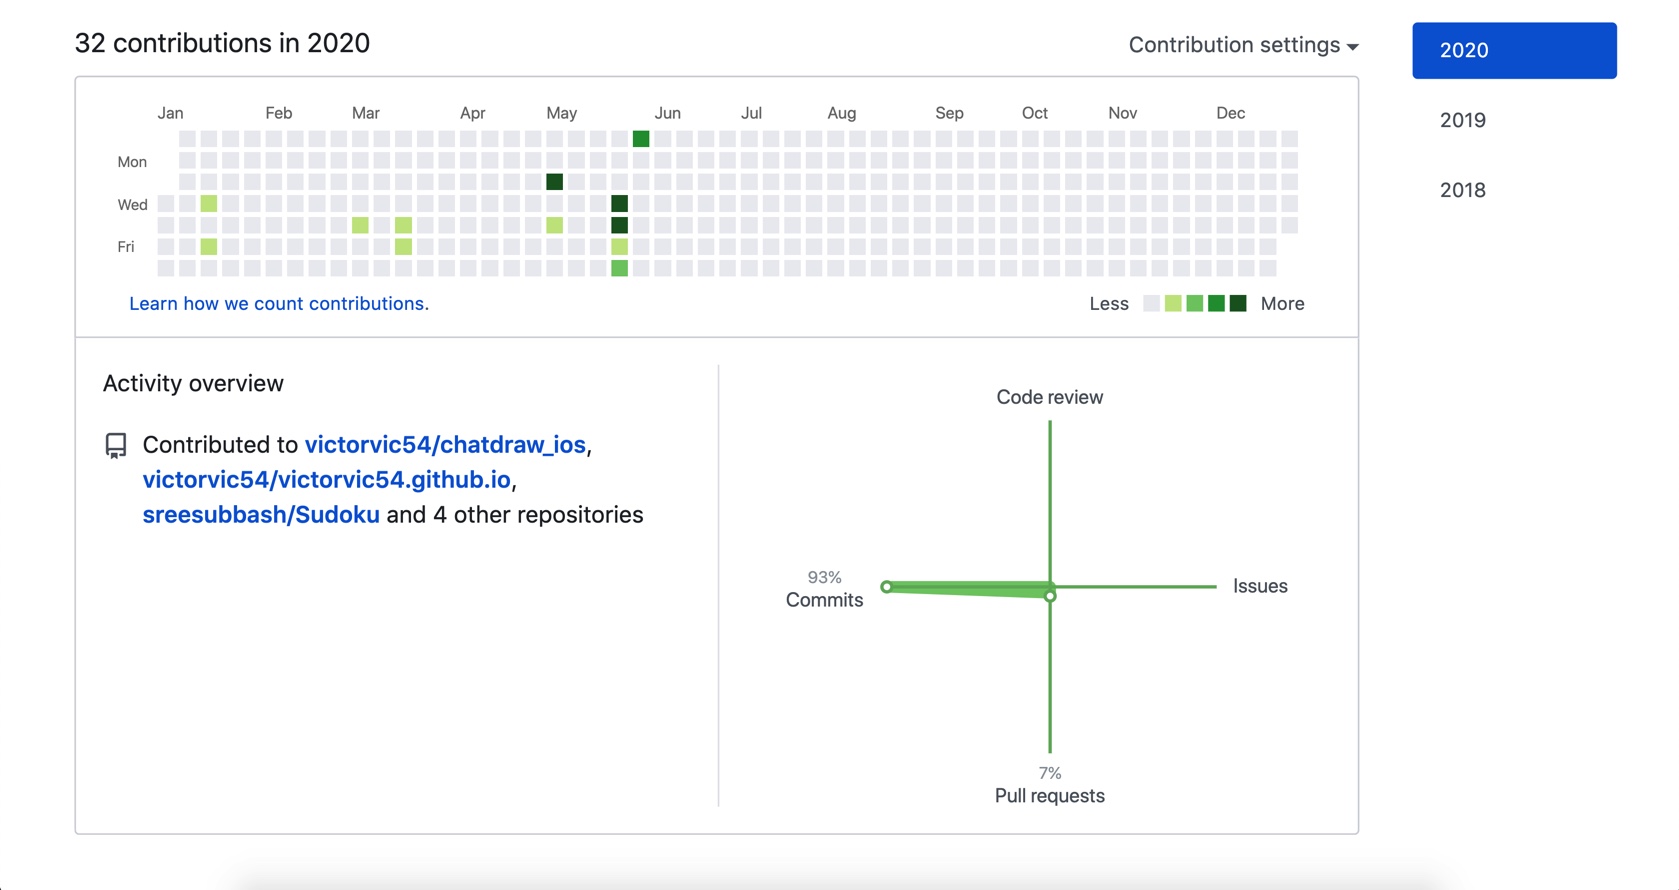 32 contributions in 2020
Contribution settings
2020
2019
2018
Jan Feb Mar Apr May Jun Jul Aug Sep Oct Nov Dec
Mon
Wed
Fri
Learn how we count contributions.
Less More
Activity overview
Contributed to victorvic54/chatdraw_ios,
victorvic54/victorvic54.github.io,
sreesubbash/Sudoku and 4 other repositories
Code review
93%
Commits
Issues
7%
Pull requests